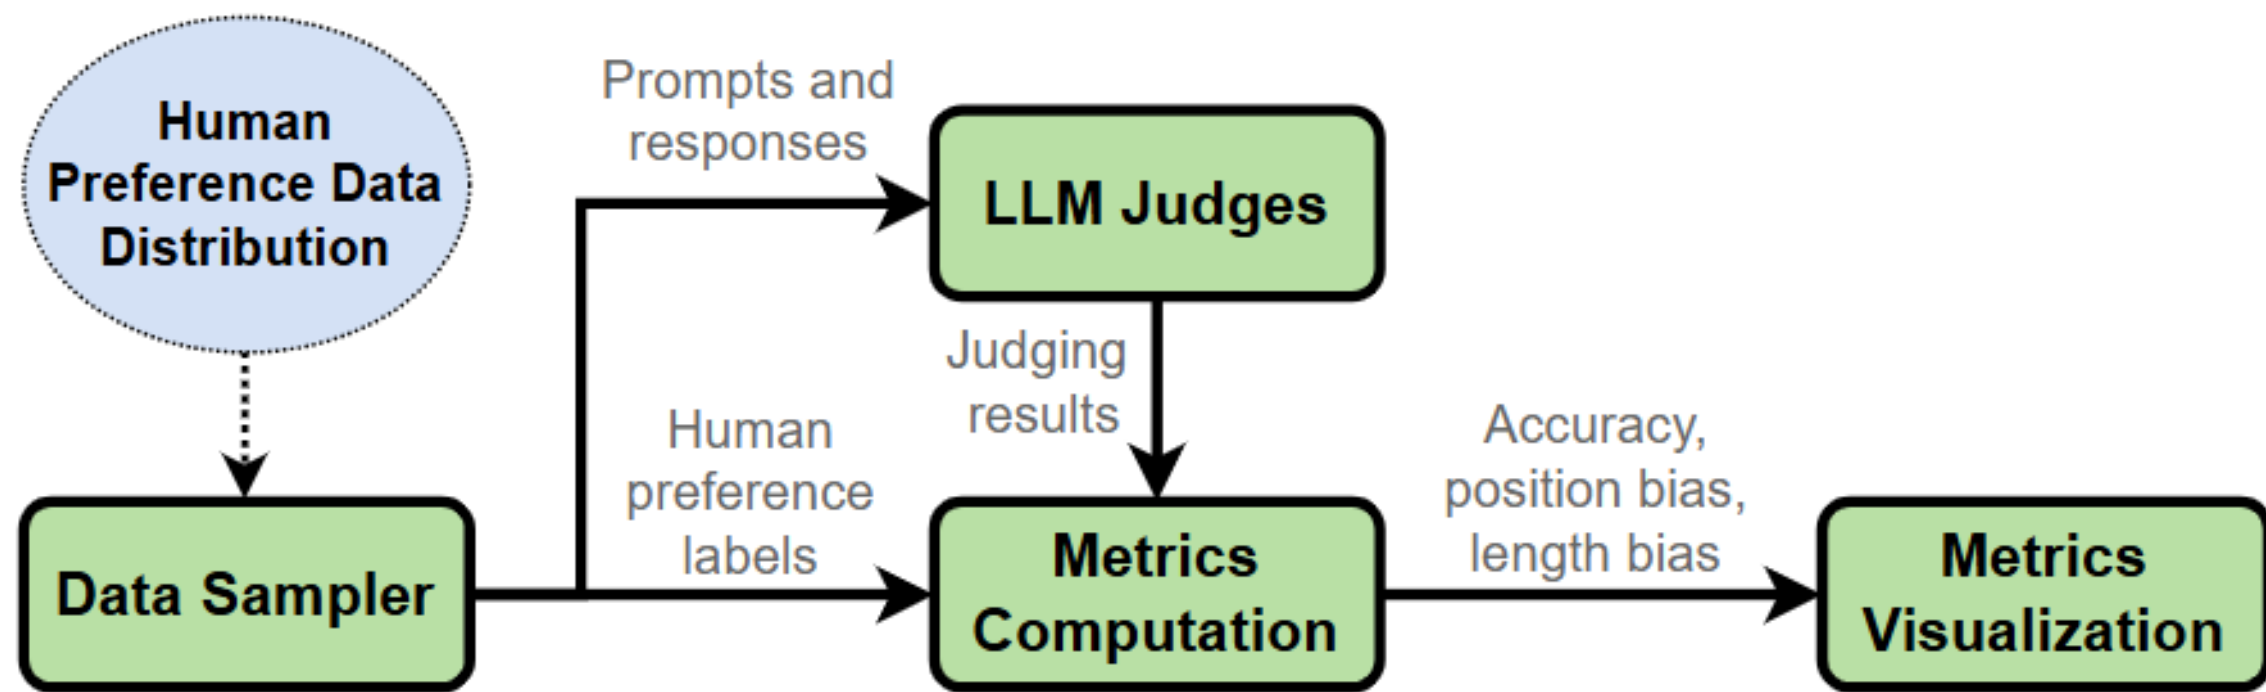 Human
Preference Data
Distribution
Prompts and
responses
LLM Judges
Judging
results
Human
preference
labels
Data Sampler
Metrics
Computation
Accuracy,
position bias,
length bias
Metrics
Visualization